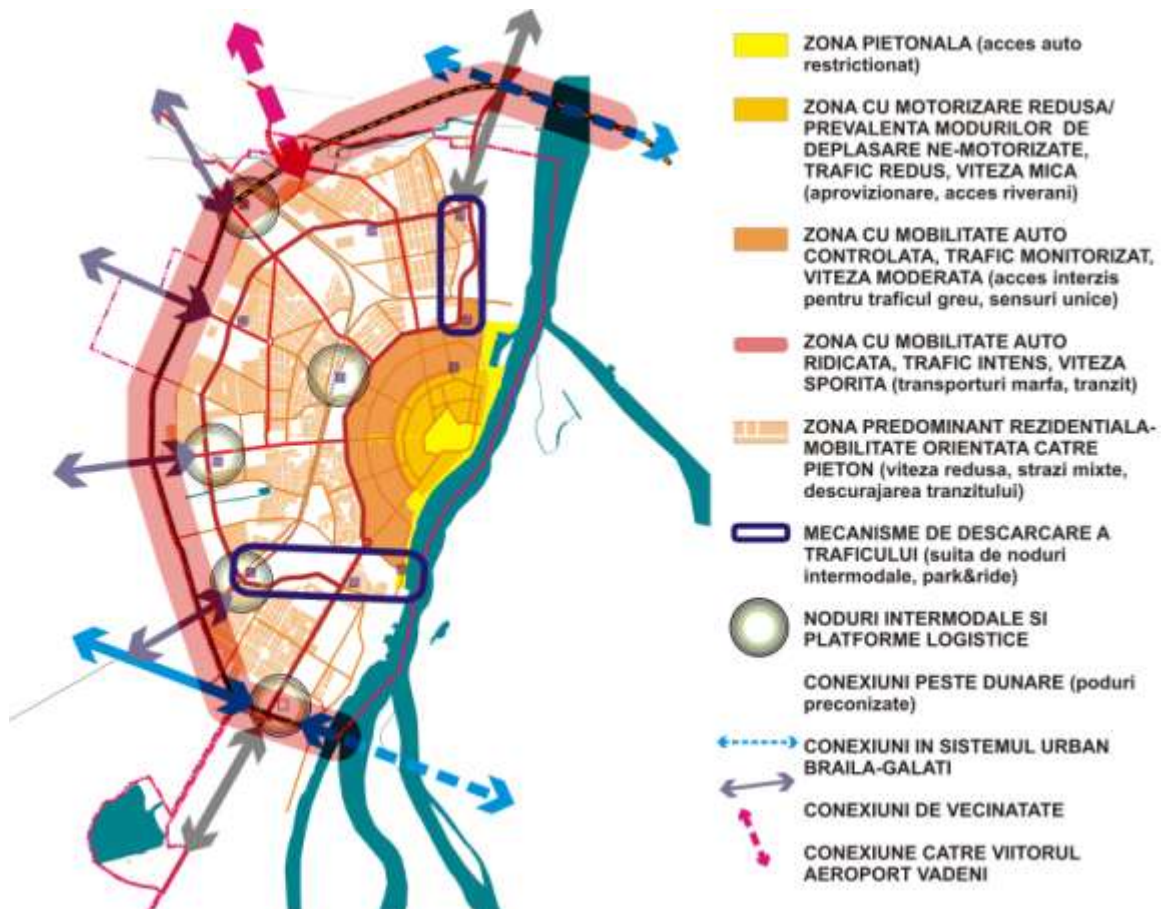 ZONA PIETONALA (acces auto
restrictionat)
ZONA CU MOTORIZARE REDUSA/
PREVALENTA MODURILOR DE
DEPLASARE NE-MOTORIZATE,
TRAFIC REDUS, VITEZA MICA
(aprovizionare, acces riverani)
ZONA CU MOBILITATE AUTO
CONTROLATA, TRAFIC MONITORIZAT,
VITEZA MODERATA (acces interzis
pentru traficul greu, sensuri unice)
ZONA CU MOBILITATE AUTO
RIDICATA, TRAFIC INTENS, VITEZA
SPORITA (transporturi marfa, tranzit)
ZONA PREDOMINANT REZIDENTIALA-
MOBILITATE ORIENTATA CATRE
PIETON (viteza redusa, strazi mixte,
descurajarea tranzitului)
MECANISME DE DESCARCARE A
TRAFICULUI (suita de noduri
intermodale, park&ride)
NODURI INTERMODALE SI
PLATFORME LOGISTICE
CONEXIUNI PESTE DUNARE (poduri
preconizate)
CONEXIUNI IN SISTEMUL URBAN
BRAILA-GALATI
CONEXIUNI DE VECINATATE
CONEXIUNE CATRE VIITORUL
AEROPORT VADENI